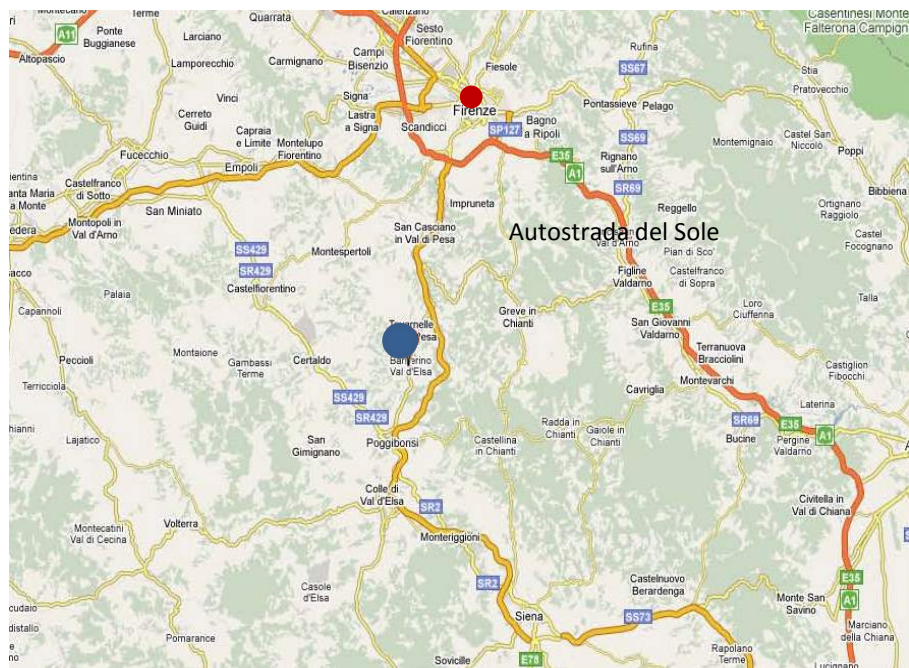 Montecano
Terme
Quarrata
Calenzano
Casentinesi Monte
Falterona Campign
A11
Ponte
Buggianese
Larciano
Sesto
Fiorentino
Altopascio
Lamporecchio
Carmignano
Campi
Bisenzio
Fiesole
Rufina
SS67
Stia
Pratovecchio
Vinci
Signa
Firenze
Pontassieve
Pelago
Cerreto
Guidi
Lastra
a Signa
Scandicci
SP127
Bagno
a Ripoli
SS69
Castel San
Niccolò
Capraia
e Limite
Montelupo
Fiorentino
Montemignaio
Poppi
Fucecchio
Empoli
E35
A1
Rignano
sull'Arno
Bibbiena
Santa Maria
a Monte
Castelfranco
di Sotto
SR69
San Miniato
Impruneta
Reggello
Ortignano
Raggiolo
Montopoli in
Val d'Arno
San Casciano
in Val di Pesa
Autostrada del Sole
Val d'Arno
Pian di Sco'
Castel
Focognano
SS429
SR429
Montespertoli
Figline
Valdarno
Castelfranco
di Sopra
Palaia
Castelfiorentino
Talla
Capannoli
Greve in
Chianti
E35
Loro
Ciuffenna
San Giovanni
Valdarno
Peccioli
Montaione
Gambassi
Terme
Certaldo
Val d'Elsa
Terranuova
Bracciolini
Castiglion
Fibocchi
Terricciola
Montevarchi
SS429
SR429
Cavriglia
Laterina
Lajatico
San
Gimignano
Poggibonsi
Castellina
in Chianti
Radda in
Chianti
Gaiole in
Chianti
SR69
Bucine
E35
A1
Pergine
Valdarno
Colle di
Val d'Elsa
SR2
Civitella in
Val di Chiana
Montecatini
Val di Cecina
Volterra
Monteriggioni
Casole
d'Elsa
SR2
Castelnuovo
Berardenga
E35
A1
Monte San
Savino
Siena
SS73
Marciano
della Chiana
Pomarance
Rapolano
Terme
Sovicille
E78
Lucignano